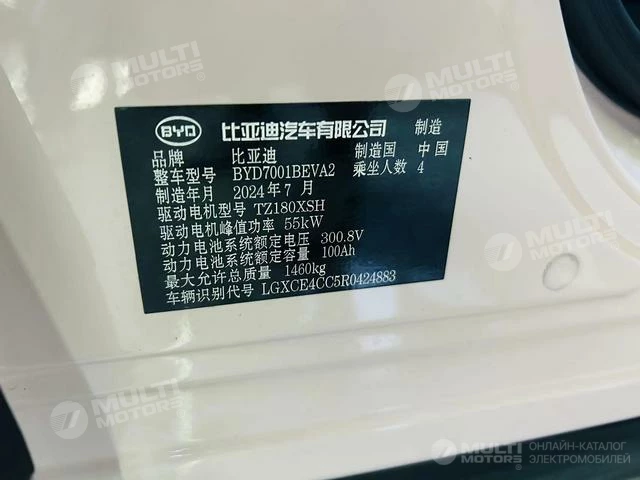 BYD 比亚迪汽车有限公司 制造
品牌 比亚迪 制造国 中国
整车型号 BYD7001BEVA2 乘坐人数 4
制造年月 2024年7月
驱动电机型号 TZ180XSH
驱动电机峰值功率 55kW
动力电池系统额定电压 300.8V
动力电池系统额定容量 100Ah
最大允许总质量 1460kg
车辆识别代号 LGXCE4CC5R0424883
MULTI MOTORS®
MULTI MOTORS®
MULTI MOTORS®
MULTI MOTORS®
MULTI MOTORS®
MULTI MOTORS® ОНЛАЙН-КАТАЛОГ ЭЛЕКТРОМОБИЛЕЙ